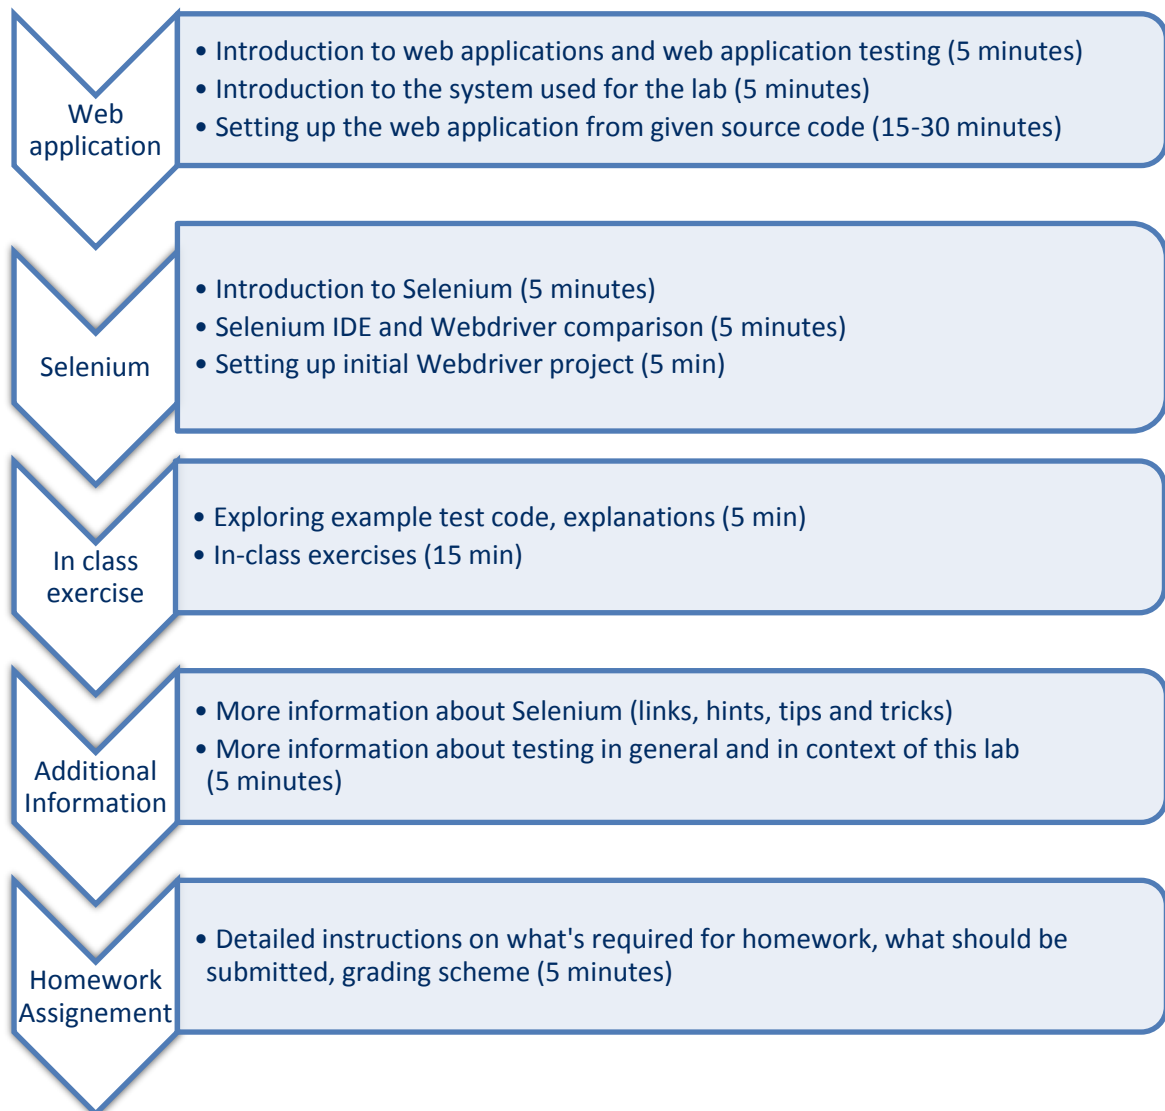 Web
application
• Introduction to web applications and web application testing (5 minutes)
• Introduction to the system used for the lab (5 minutes)
• Setting up the web application from given source code (15-30 minutes)
Selenium
• Introduction to Selenium (5 minutes)
• Selenium IDE and Webdriver comparison (5 minutes)
• Setting up initial Webdriver project (5 min)
In class
exercise
• Exploring example test code, explanations (5 min)
• In-class exercises (15 min)
Additional
Information
• More information about Selenium (links, hints, tips and tricks)
• More information about testing in general and in context of this lab
(5 minutes)
Homework
Assignement
• Detailed instructions on what's required for homework, what should be
submitted, grading scheme (5 minutes)